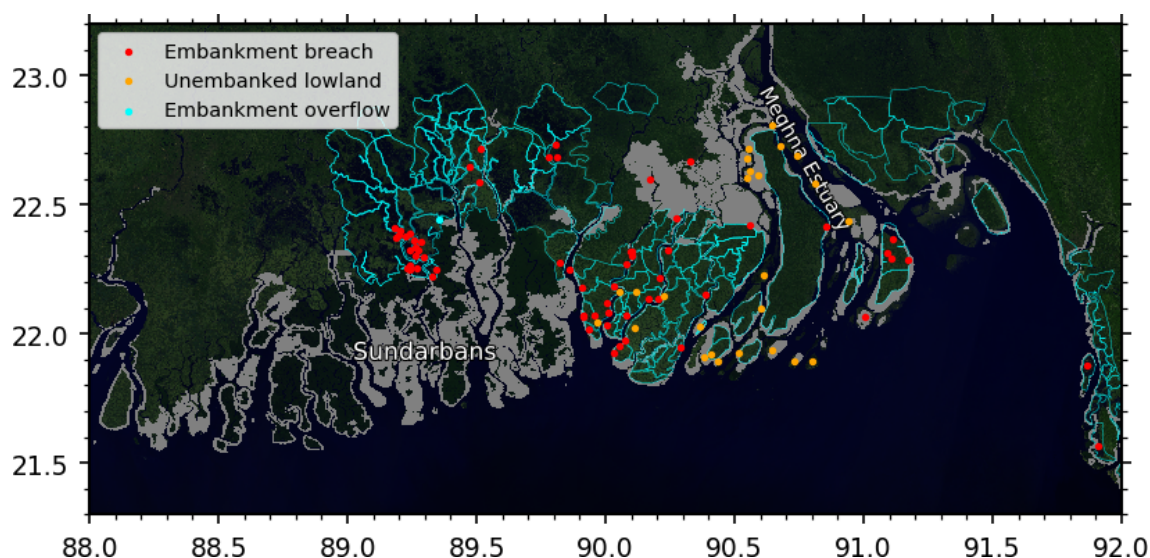 Embankment breach
Unembanked lowland
Embankment overflow
Meghna Estuary
Sundarbans
23.0
22.5
22.0
21.5
88.0 88.5 89.0 89.5 90.0 90.5 91.0 91.5 92.0